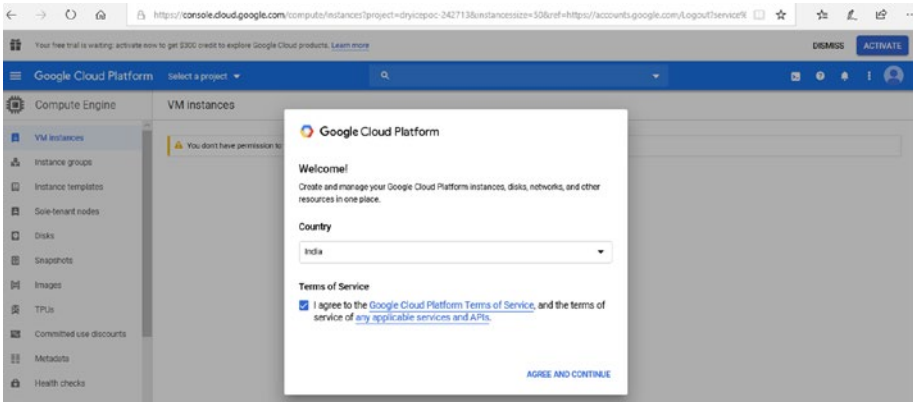 https://console.cloud.google.com/compute/instances?project=dryicepoc-242713&instancessize=50&ref=https://accounts.google.com/Logout?service%
Your free trial is waiting: activate now to get $300 credit to explore Google Cloud products. Learn more
DISMISS
ACTIVATE
Google Cloud Platform
Select a project
Compute Engine
VM instances
VM instances
You don't have permission to
Instance groups
Instance templates
Sole-tenant nodes
Disks
Snapshots
Images
TPUs
Committed use discounts
Metadata
Health checks
Google Cloud Platform
Welcome!
Create and manage your Google Cloud Platform instances, disks, networks, and other
resources in one place.
Country
India
Terms of Service
I agree to the Google Cloud Platform Terms of Service, and the terms of
service of any applicable services and APIs.
AGREE AND CONTINUE